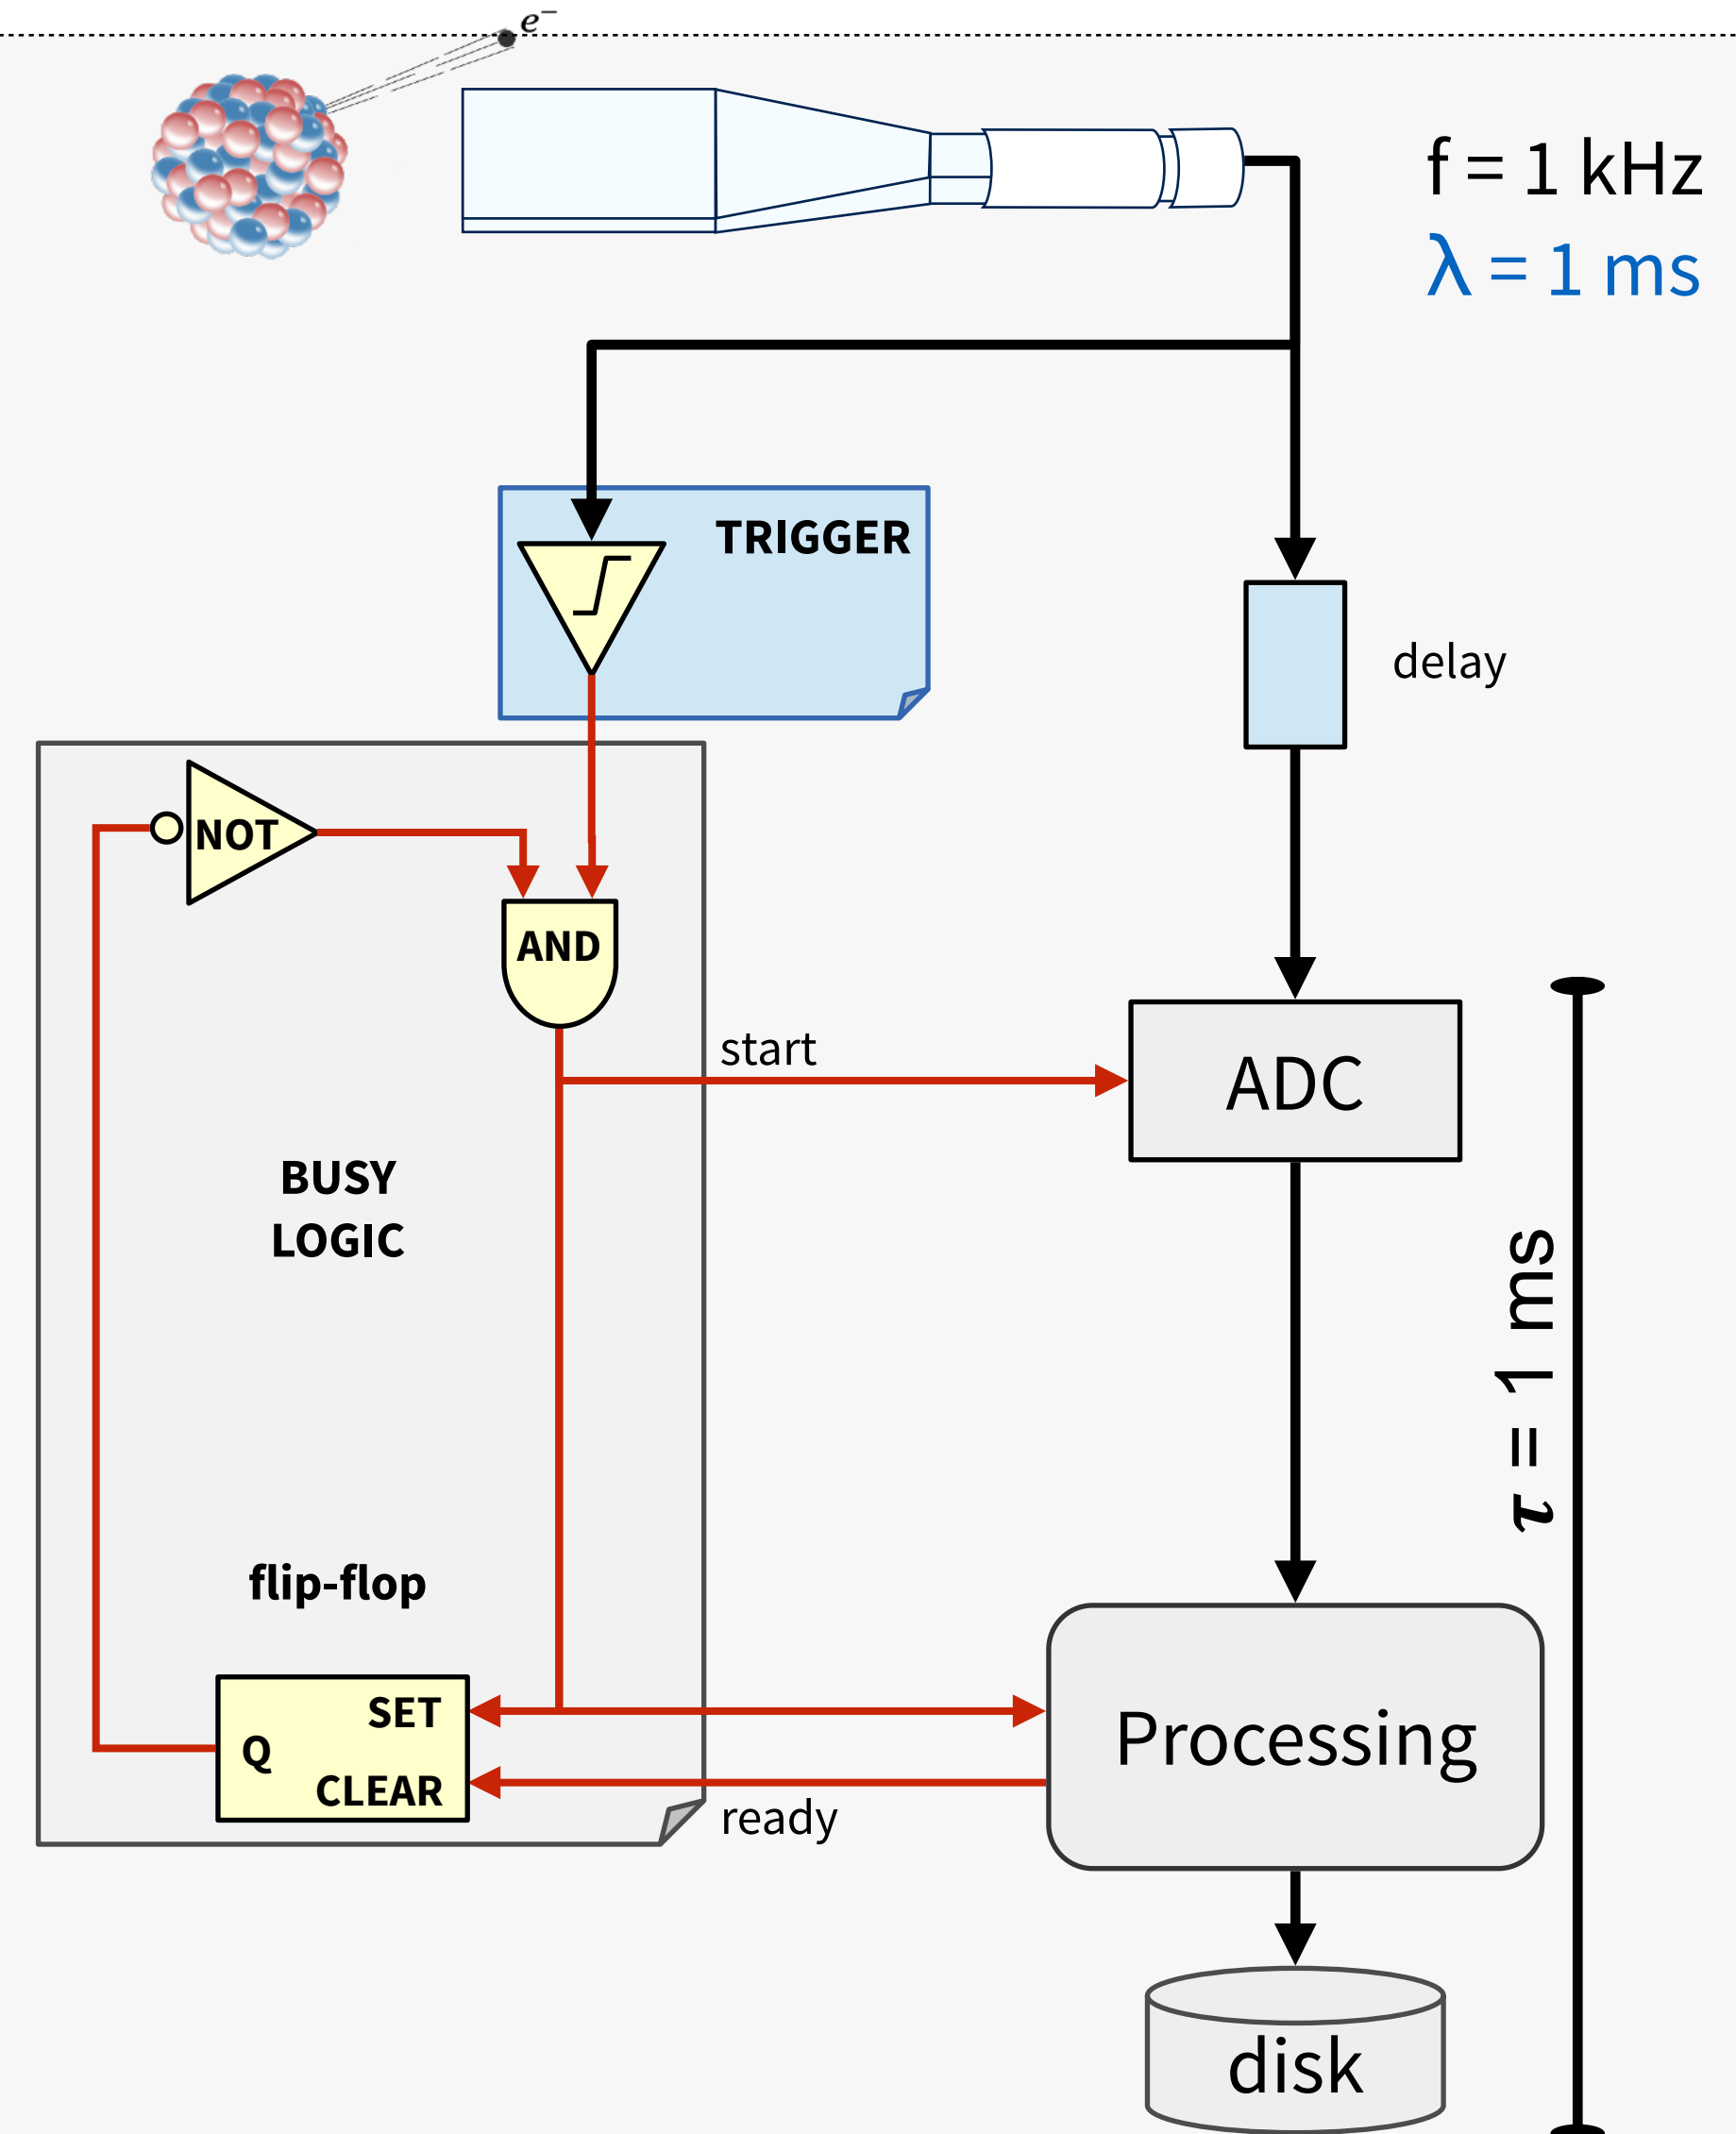 e⁻
f = 1 kHz
λ = 1 ms
TRIGGER
delay
NOT
AND
start
ADC
BUSY
LOGIC
τ = 1 ms
flip-flop
SET
Q
CLEAR
Processing
ready
disk